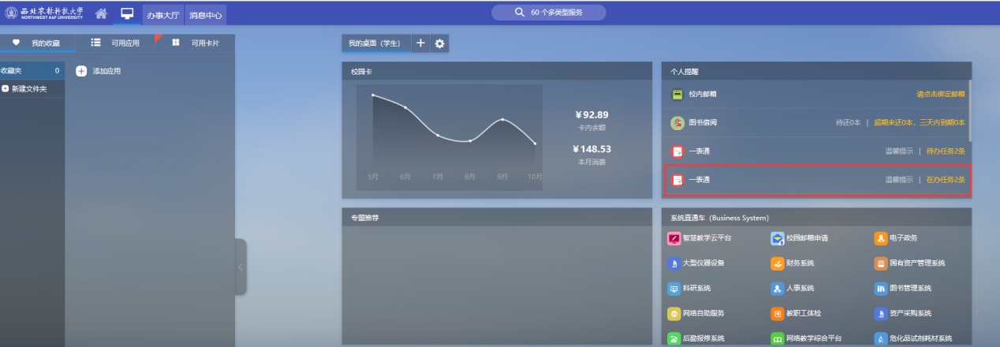 西北农林科技大学
NORTHWEST A&F UNIVERSITY
办事大厅
消息中心
60 个多类型服务
我的收藏
可用应用
可用卡片
收藏夹 0
新建文件夹
添加应用
我的桌面（学生）
校园卡
5月 6月 7月 8月 9月 10月
￥92.89
卡内余额
￥148.53
本月消费
个人提醒
校内邮箱 请点击绑定邮箱
图书借阅 待还0本 | 超期未还0本，三天内到期0本
一表通 温馨提示 | 待办任务2条
一表通 温馨提示 | 在办任务2条
专题推荐
系统直通车（Business System）
智慧教学云平台 校园邮箱申请 电子政务
大型仪器设备 财务系统 国有资产管理系统
科研系统 人事系统 图书管理系统
网络自助服务 教职工体检 资产采购系统
后勤报修系统 网络教学综合平台 危化品试剂耗材系统